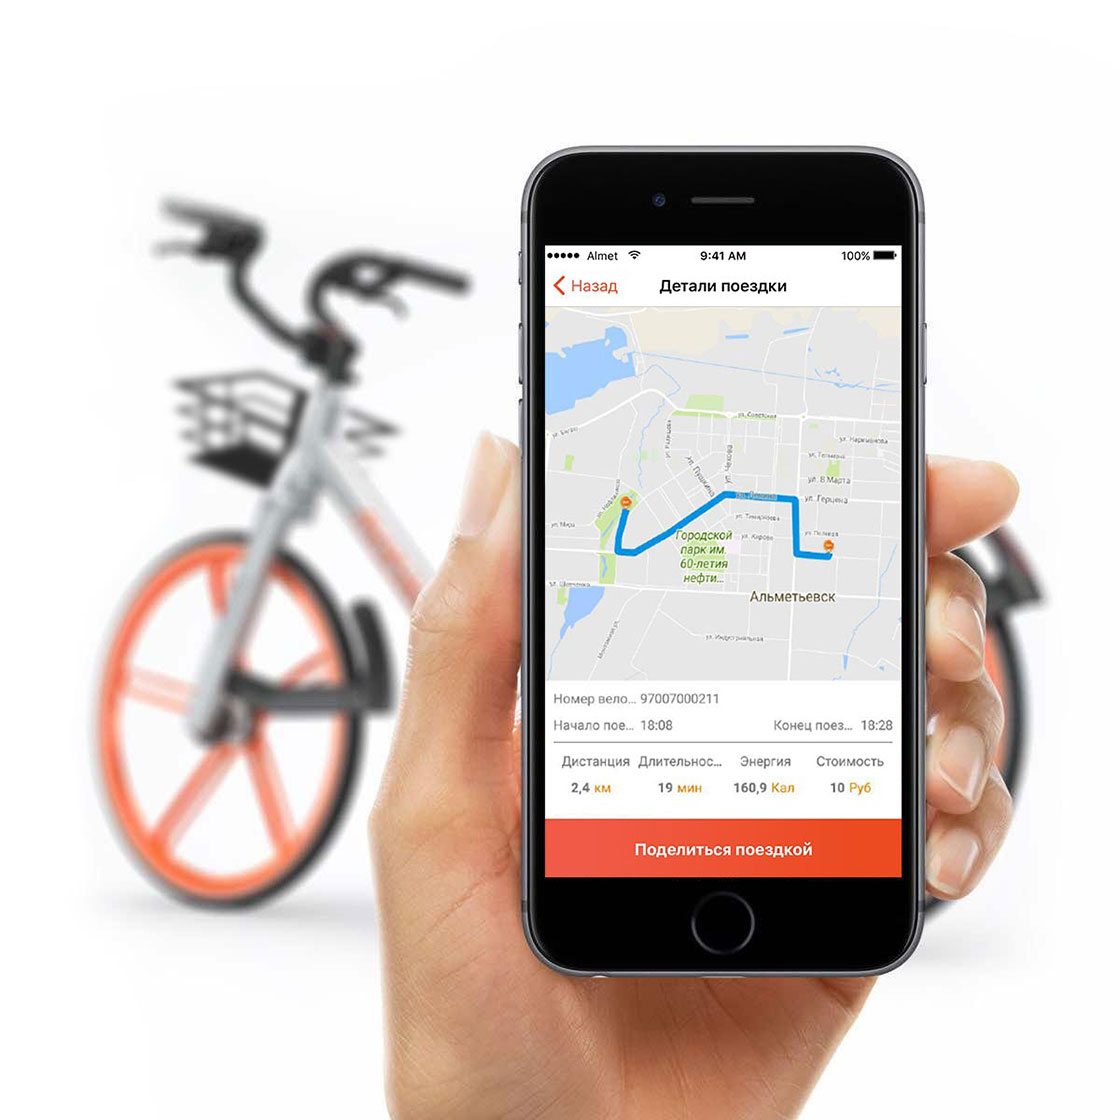 Almet
9:41 AM
100%
Назад
Детали поездки
ул. Советская
ул. Наримanова
ул. Гагарина
ул. Чехова
ул. Пушкина
ул. 8 Марта
ул. Герцена
ул. Ленина
ул. Тимирязева
ул. Кирова
ул. Полевая
ул. Мира
Городской
парк им.
60-летия
нефти...
ул. Шевченко
Альметьевск
ул. Индустриальная
Номер вело... 97007000211
Начало пое... 18:08
Конец поез... 18:28
Дистанция
Длительнос...
Энергия
Стоимость
2,4 км
19 мин
160,9 Кал
10 Руб
Поделиться поездкой